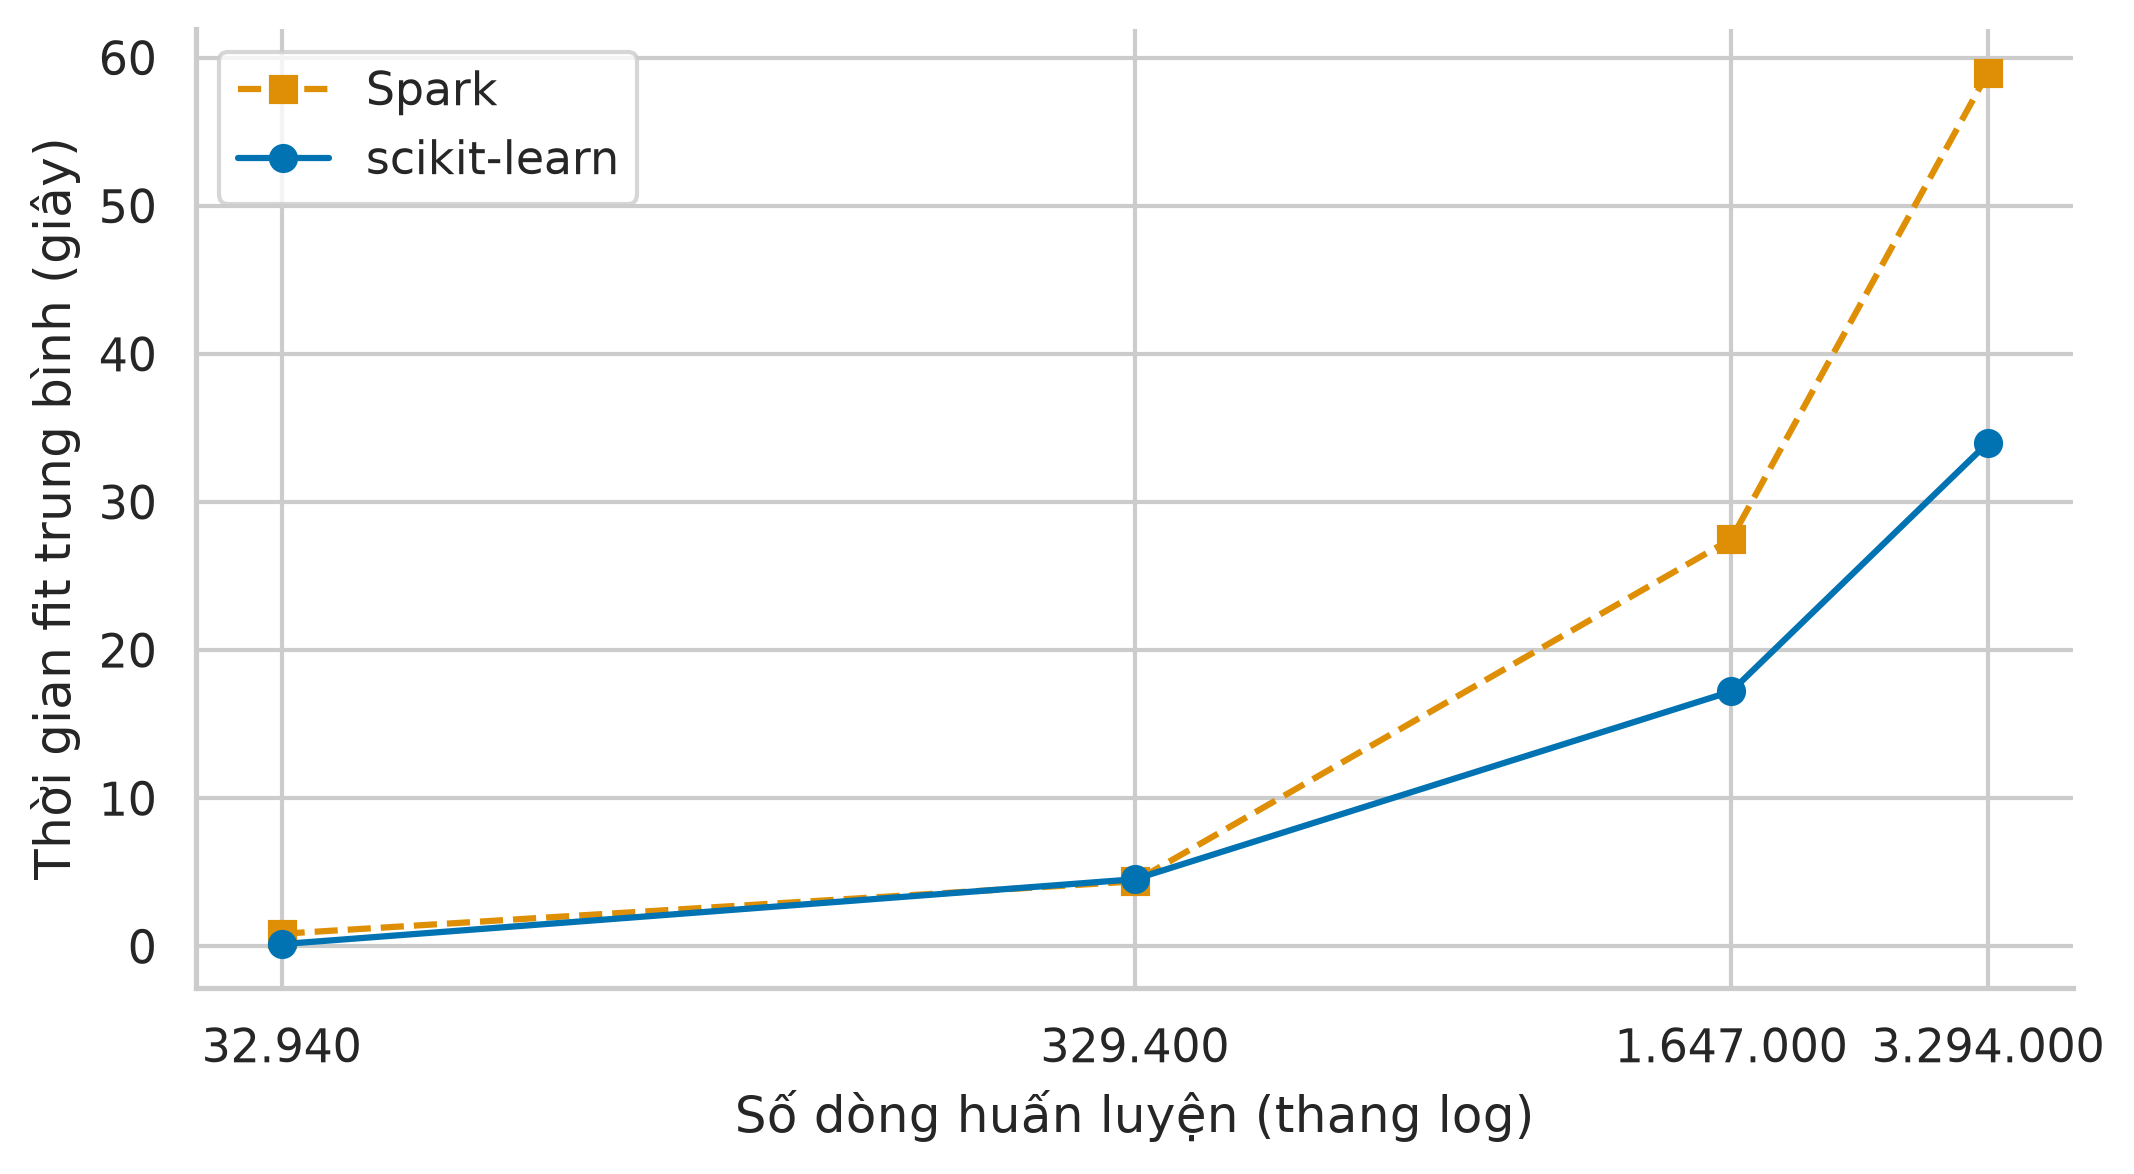 Spark
scikit-learn
Thời gian fit trung bình (giây)
60
50
40
30
20
10
0
32.940 329.400 1.647.000 3.294.000
Số dòng huấn luyện (thang log)